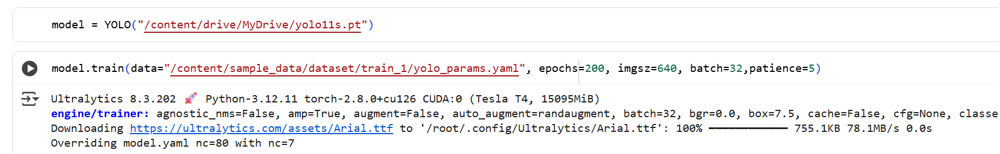 model = YOLO("/content/drive/MyDrive/yolo11s.pt")
model.train(data="/content/sample_data/dataset/train_1/yolo_params.yaml", epochs=200, imgsz=640, batch=32,patience=5)
Ultralytics 8.3.202 🚀 Python-3.12.11 torch-2.8.0+cu126 CUDA:0 (Tesla T4, 15095MiB)
engine/trainer: agnostic_nms=False, amp=True, augment=False, auto_augment=randaugment, batch=32, bgr=0.0, box=7.5, cache=False, cfg=None, classe
Downloading https://ultralytics.com/assets/Arial.ttf to '/root/.config/Ultralytics/Arial.ttf': 100% ━━━━━━━━━━━━ 755.1KB 78.1MB/s 0.0s
Overriding model.yaml nc=80 with nc=7